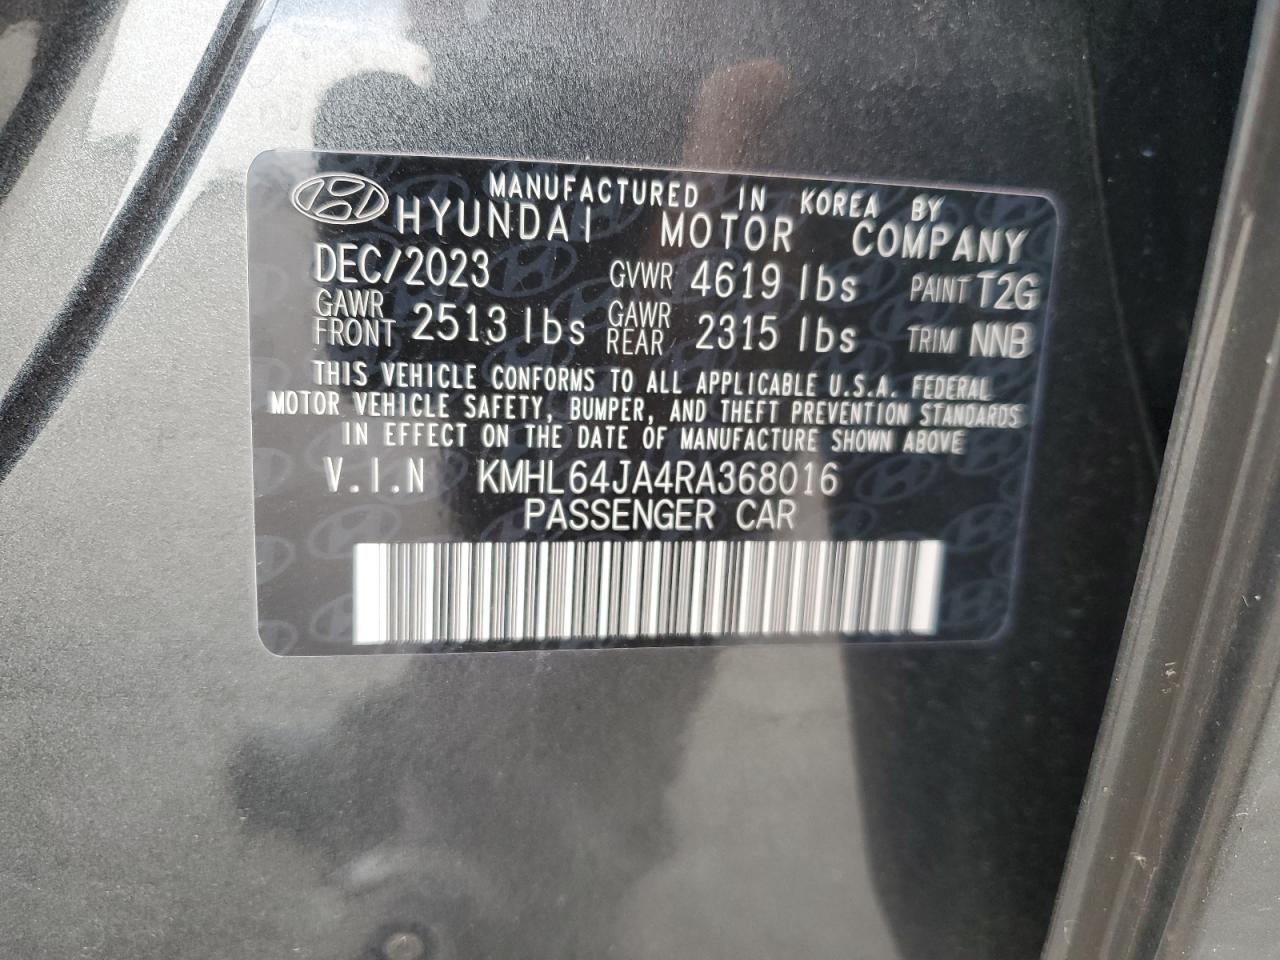 MANUFACTURED IN KOREA BY
HYUNDAI MOTOR COMPANY
DEC/2023 GVWR 4619 lbs PAINT T2G
GAWR FRONT 2513 lbs GAWR REAR 2315 lbs TRIM NNB
THIS VEHICLE CONFORMS TO ALL APPLICABLE U.S.A. FEDERAL
MOTOR VEHICLE SAFETY, BUMPER, AND THEFT PREVENTION STANDARDS
IN EFFECT ON THE DATE OF MANUFACTURE SHOWN ABOVE
V.I.N KMHL64JA4RA368016
PASSENGER CAR